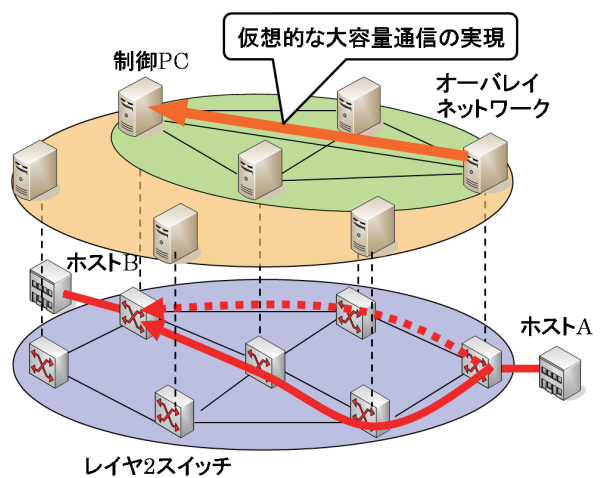 仮想的な大容量通信の実現
制御PC
オーバレイ
ネットワーク
ホストB
ホストA
レイヤ2スイッチ